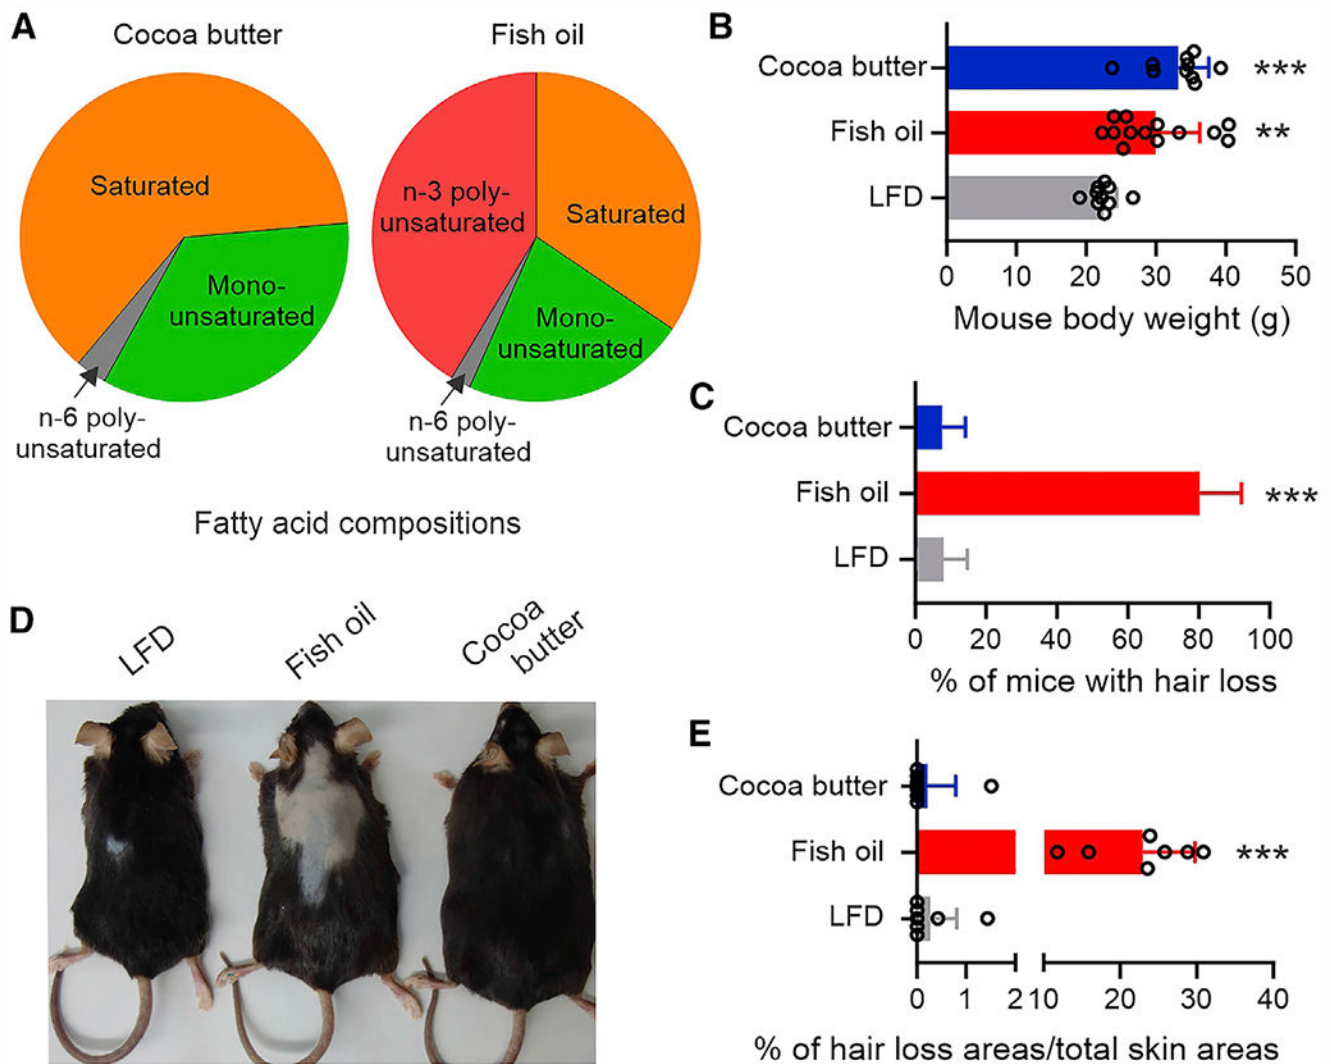 A
Cocoa butter
Fish oil
Saturated
Mono-
unsaturated
n-6 poly-
unsaturated
n-3 poly-
unsaturated
Saturated
Mono-
unsaturated
n-6 poly-
unsaturated
Fatty acid compositions
B
Cocoa butter
***
Fish oil
**
LFD
0 10 20 30 40 50
Mouse body weight (g)
C
Cocoa butter
Fish oil
***
LFD
0 20 40 60 80 100
% of mice with hair loss
D
LFD
Fish oil
Cocoa
butter
E
Cocoa butter
Fish oil
***
LFD
0 1 2 10 20 30 40
% of hair loss areas/total skin areas